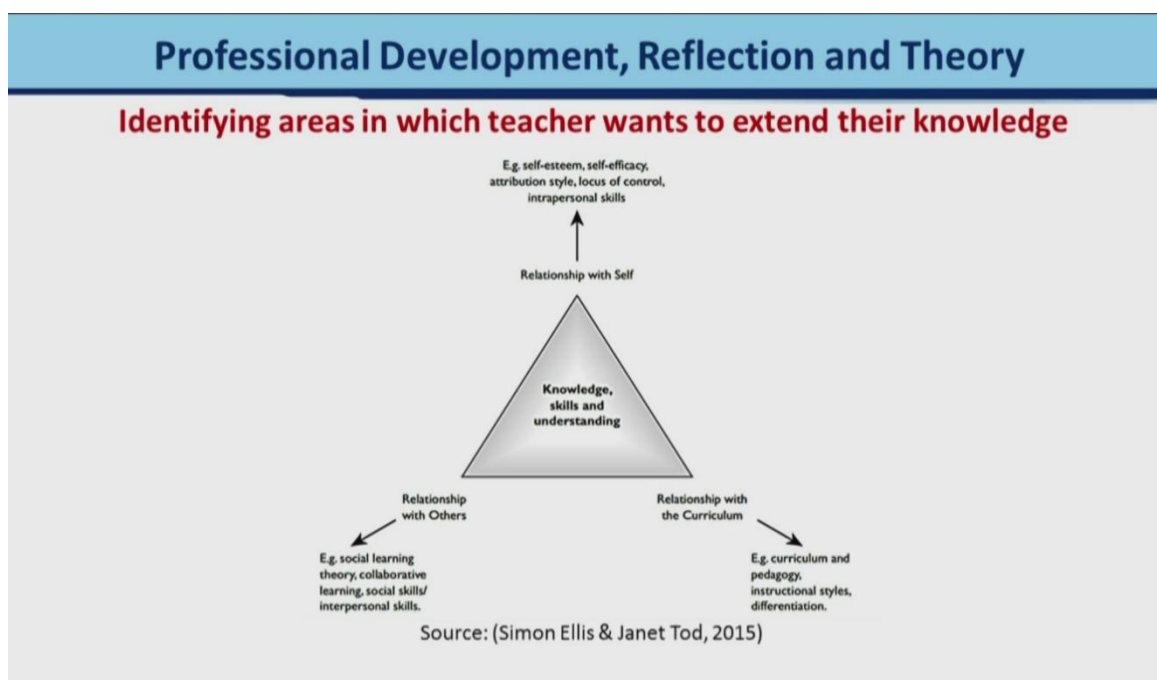 Professional Development, Reflection and Theory
Identifying areas in which teacher wants to extend their knowledge
E.g. self-esteem, self-efficacy,
attribution style, locus of control,
intrapersonal skills
Relationship with Self
Knowledge,
skills and
understanding
Relationship
with Others
Relationship with
the Curriculum
E.g. social learning
theory, collaborative
learning, social skills/
interpersonal skills.
E.g. curriculum and
pedagogy,
instructional styles,
differentiation.
Source: (Simon Ellis & Janet Tod, 2015)